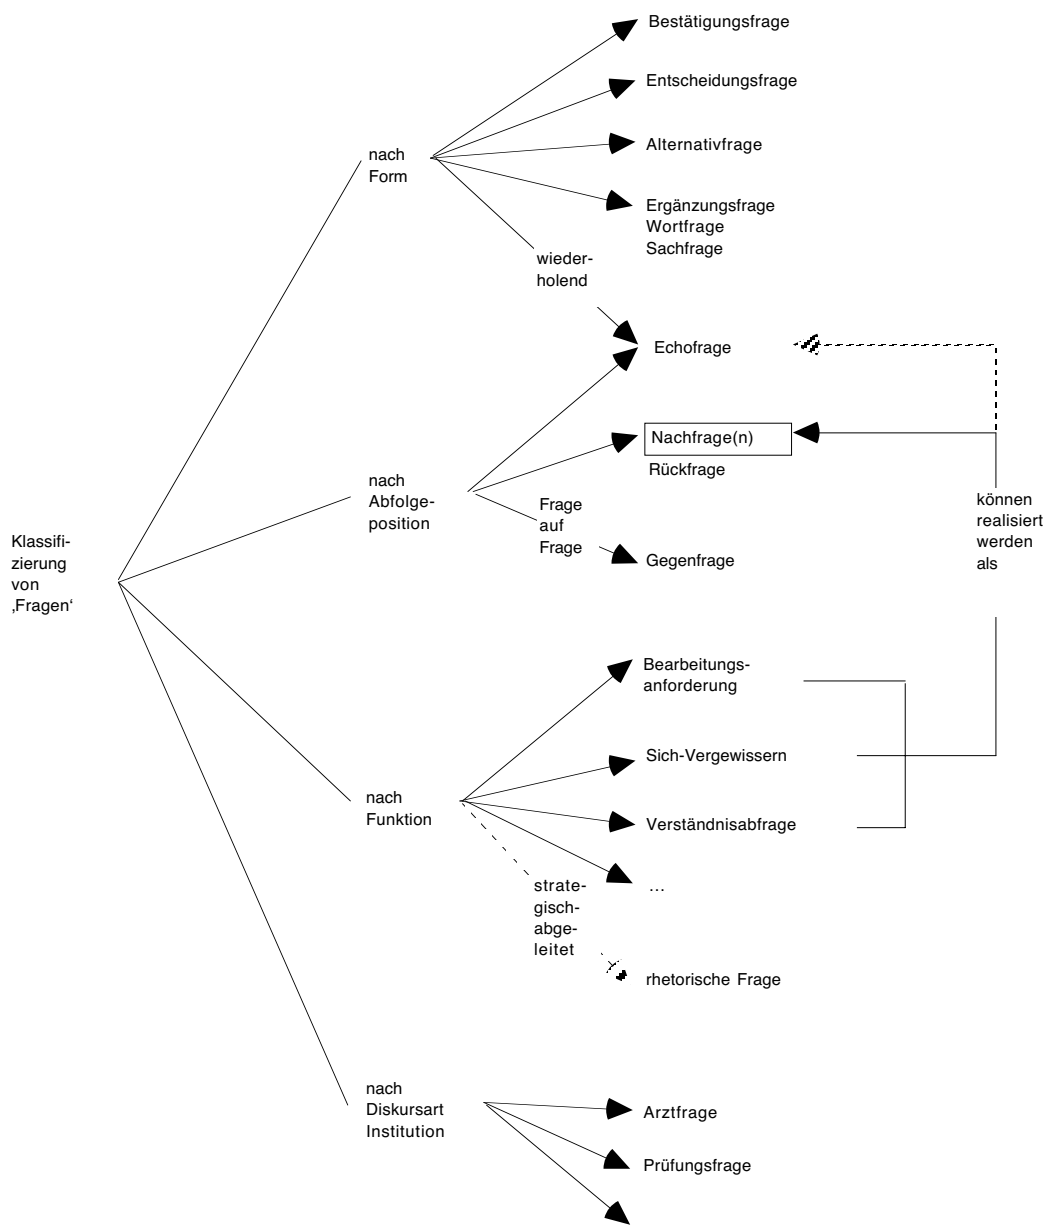 Bestätigungsfrage
Entscheidungsfrage
Alternativfrage
nach
Form
Ergänzungsfrage
Wortfrage
Sachfrage
wieder-
holend
Echofrage
Nachfrage(n)
Rückfrage
nach
Abfolge-
position
Frage
auf
Frage
Gegenfrage
können
realisiert
werden
als
Klassifi-
zierung
von
‚Fragen‘
Bearbeitungs-
anforderung
Sich-Vergewissern
nach
Funktion
Verständnisabfrage
...
strate-
gisch-
abge-
leitet
rhetorische Frage
nach
Diskursart
Institution
Arztfrage
Prüfungsfrage